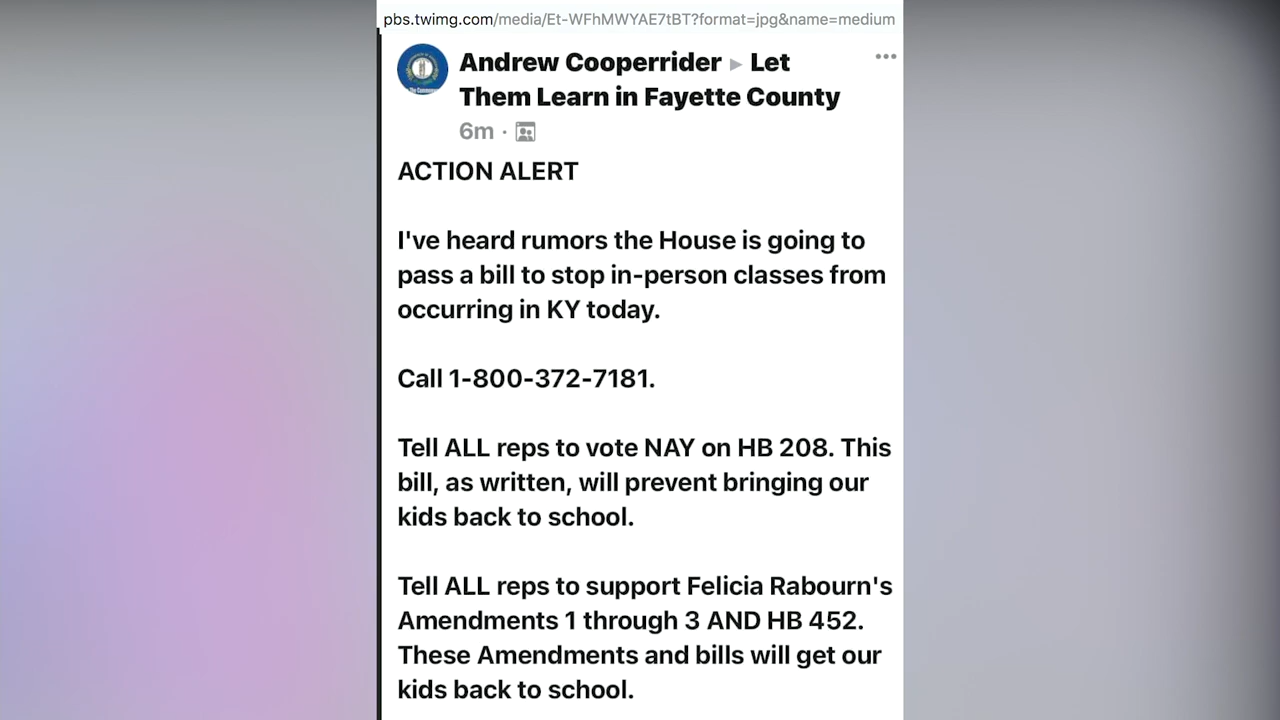 pbs.twimg.com/media/Et-WFhMWYAE7tBT?format=jpg&name=medium
Andrew Cooperrider ▸ Let
Them Learn in Fayette County
6m ·
ACTION ALERT
I've heard rumors the House is going to
pass a bill to stop in-person classes from
occurring in KY today.
Call 1-800-372-7181.
Tell ALL reps to vote NAY on HB 208. This
bill, as written, will prevent bringing our
kids back to school.
Tell ALL reps to support Felicia Rabourn's
Amendments 1 through 3 AND HB 452.
These Amendments and bills will get our
kids back to school.